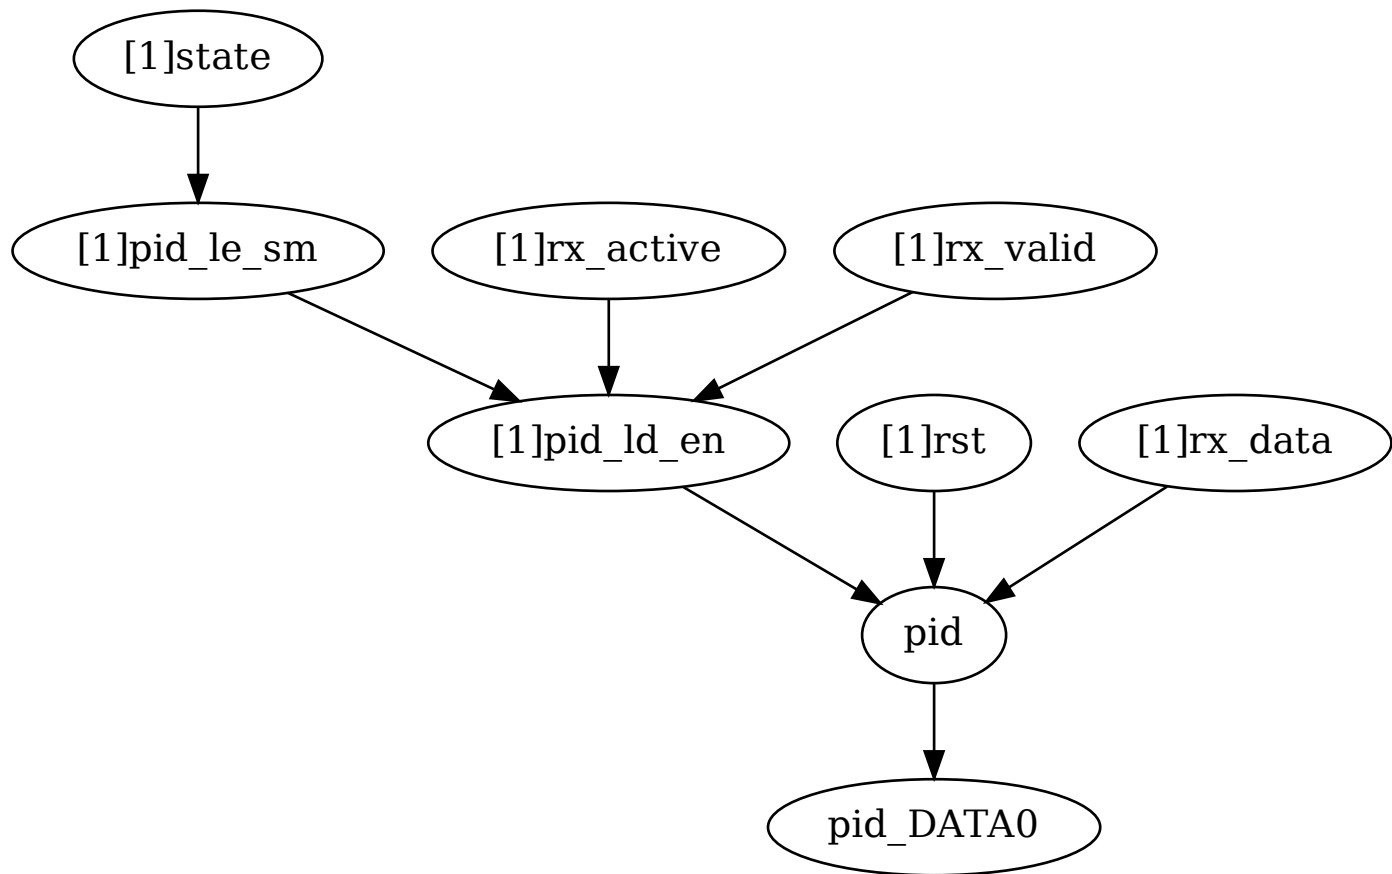 [1]state
[1]pid_le_sm
[1]rx_active
[1]rx_valid
[1]pid_ld_en
[1]rst
[1]rx_data
pid
pid_DATA0